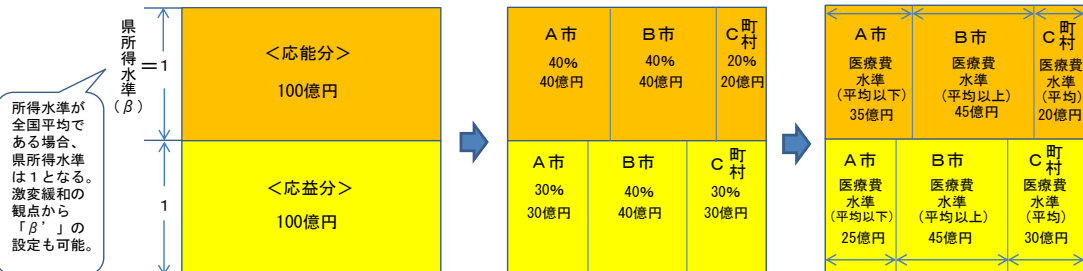 県所得水準(β)
＝1
1
所得水準が
全国平均で
ある場合、
県所得水準
は１となる。
激変緩和の
観点から
「β’」の
設定も可能。
＜応能分＞
100億円
＜応益分＞
100億円
A市
40%
40億円
B市
40%
40億円
C町村
20%
20億円
A市
30%
30億円
B市
40%
40億円
C町村
30%
30億円
A市
医療費
水準
(平均以下)
35億円
B市
医療費
水準
(平均以上)
45億円
C町村
医療費
水準
(平均)
20億円
A市
医療費
水準
(平均以下)
25億円
B市
医療費
水準
(平均以上)
45億円
C町村
医療費
水準
(平均)
30億円